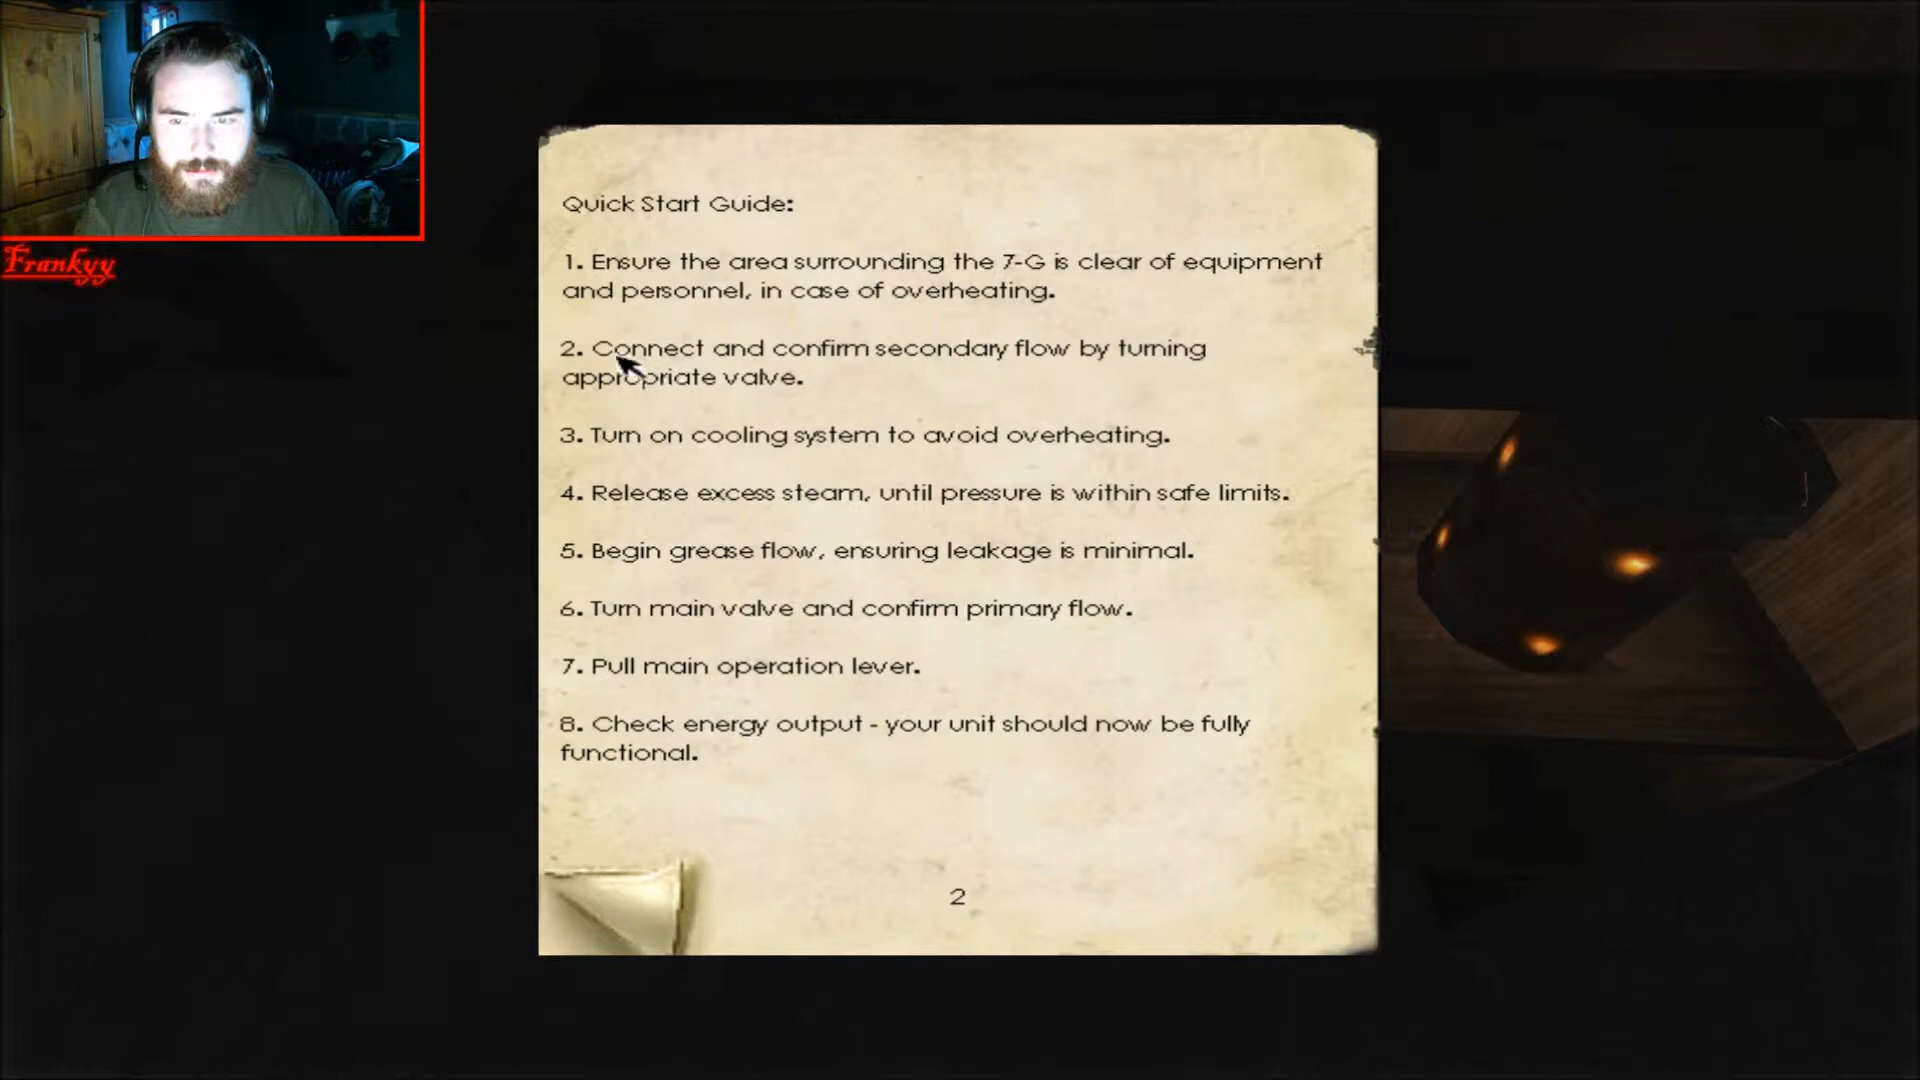 Frankyy
Quick Start Guide:
1. Ensure the area surrounding the 7-G is clear of equipment
and personnel, in case of overheating.
2. Connect and confirm secondary flow by turning
appropriate valve.
3. Turn on cooling system to avoid overheating.
4. Release excess steam, until pressure is within safe limits.
5. Begin grease flow, ensuring leakage is minimal.
6. Turn main valve and confirm primary flow.
7. Pull main operation lever.
8. Check energy output - your unit should now be fully
functional.
2